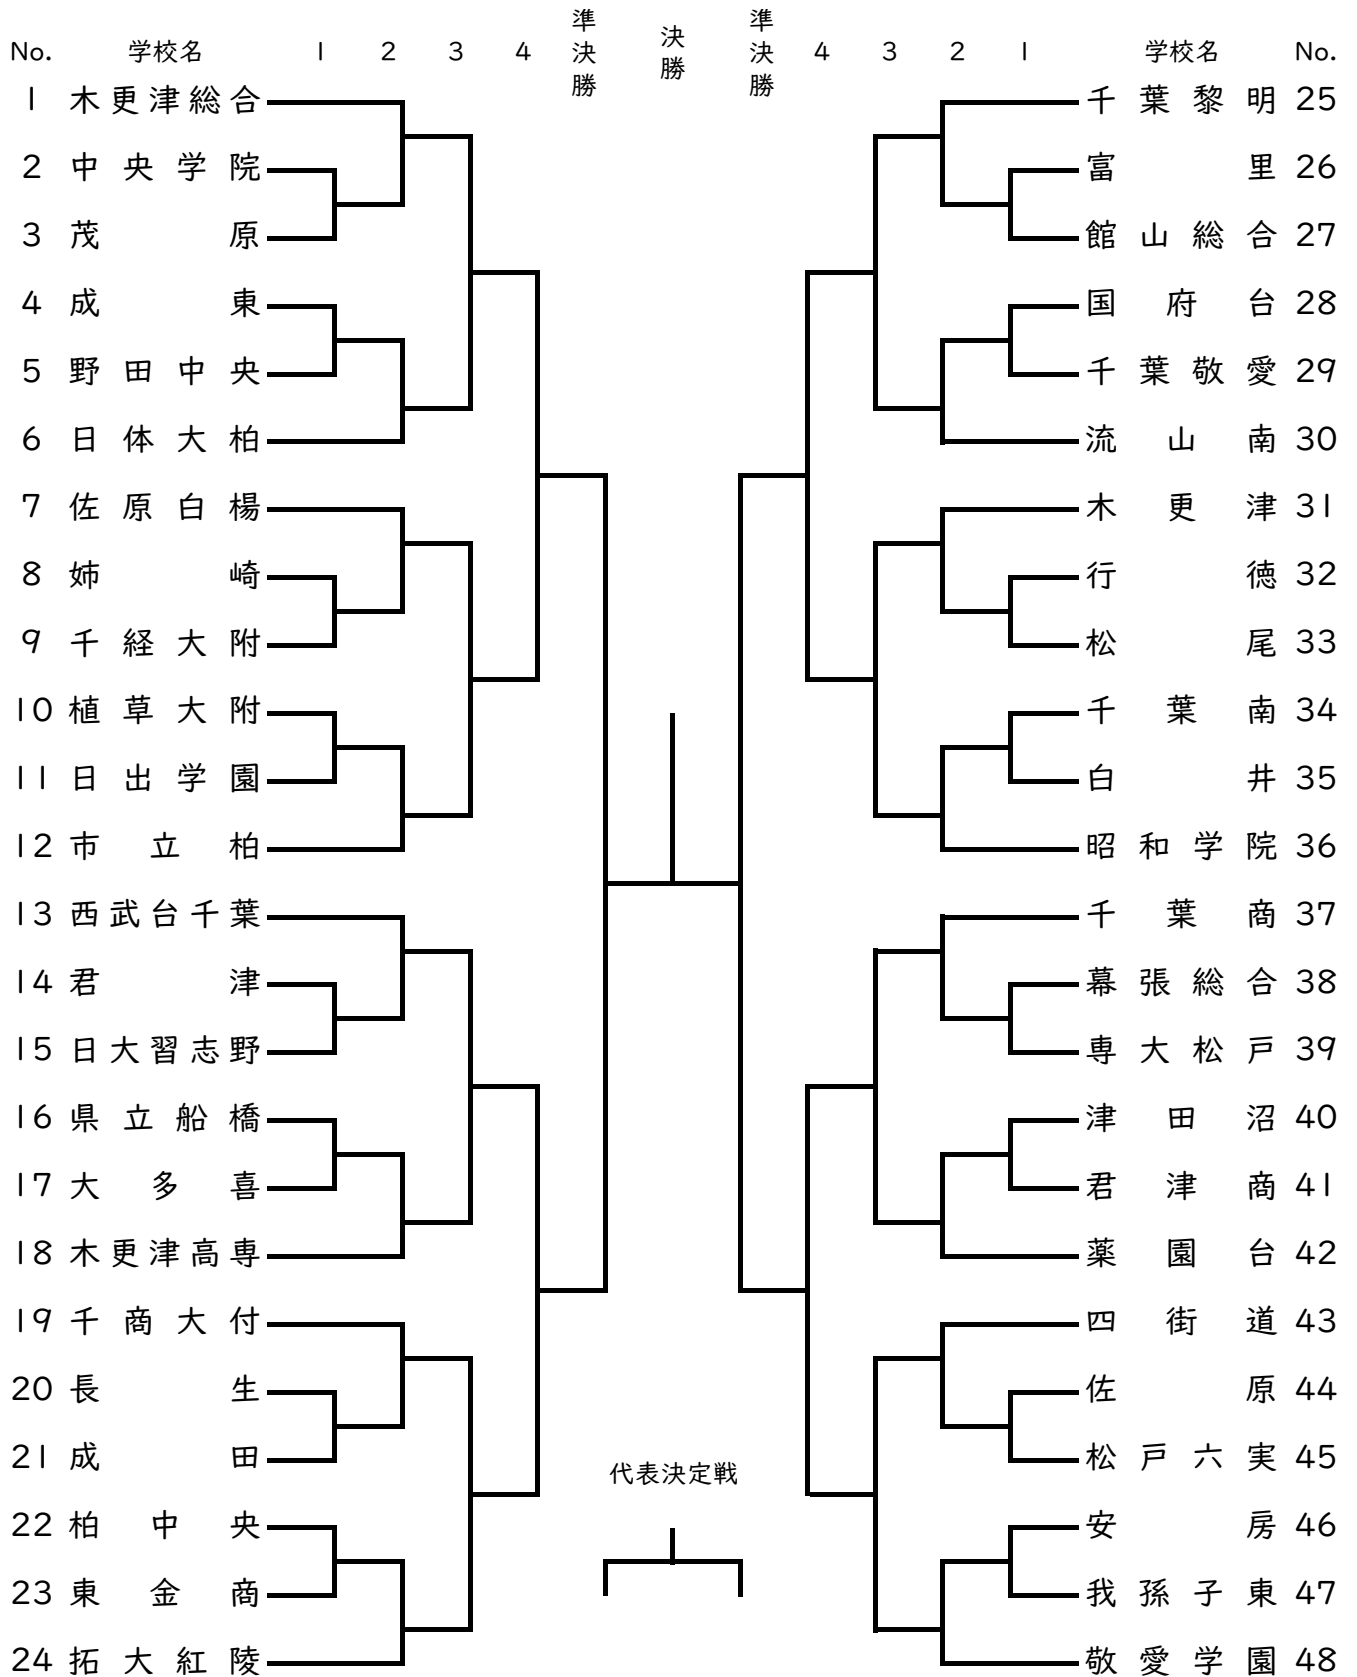 No. 学校名 1 2 3 4 準決勝 決勝 準決勝 4 3 2 1 学校名 No.
1 木更津総合 千葉黎明 25
2 中央学院 富里 26
3 茂原 館山総合 27
4 成東 国府台 28
5 野田中央 千葉敬愛 29
6 日体大柏 流山南 30
7 佐原白楊 木更津 31
8 姉崎 行徳 32
9 千経大附 松尾 33
10 植草大附 千葉南 34
11 日出学園 白井 35
12 市立柏 昭和学院 36
13 西武台千葉 千葉商 37
14 君津 幕張総合 38
15 日大習志野 専大松戸 39
16 県立船橋 津田沼 40
17 大多喜 君津商 41
18 木更津高専 薬園台 42
19 千商大付 四街道 43
20 長生 佐原 44
21 成田 松戸六実 45
代表決定戦
22 柏中央 安房 46
23 東金商 我孫子東 47
24 拓大紅陵 敬愛学園 48